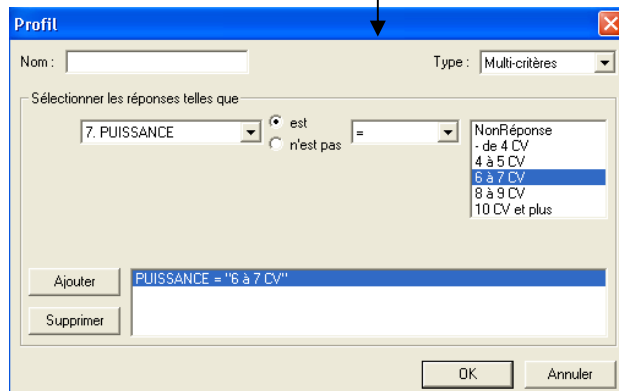 Profil
Nom : Type : Multi-critères
Sélectionner les réponses telles que
7. PUISSANCE est = NonRéponse
n'est pas - de 4 CV
4 à 5 CV
6 à 7 CV
8 à 9 CV
10 CV et plus
Ajouter PUISSANCE = "6 à 7 CV"
Supprimer
OK Annuler